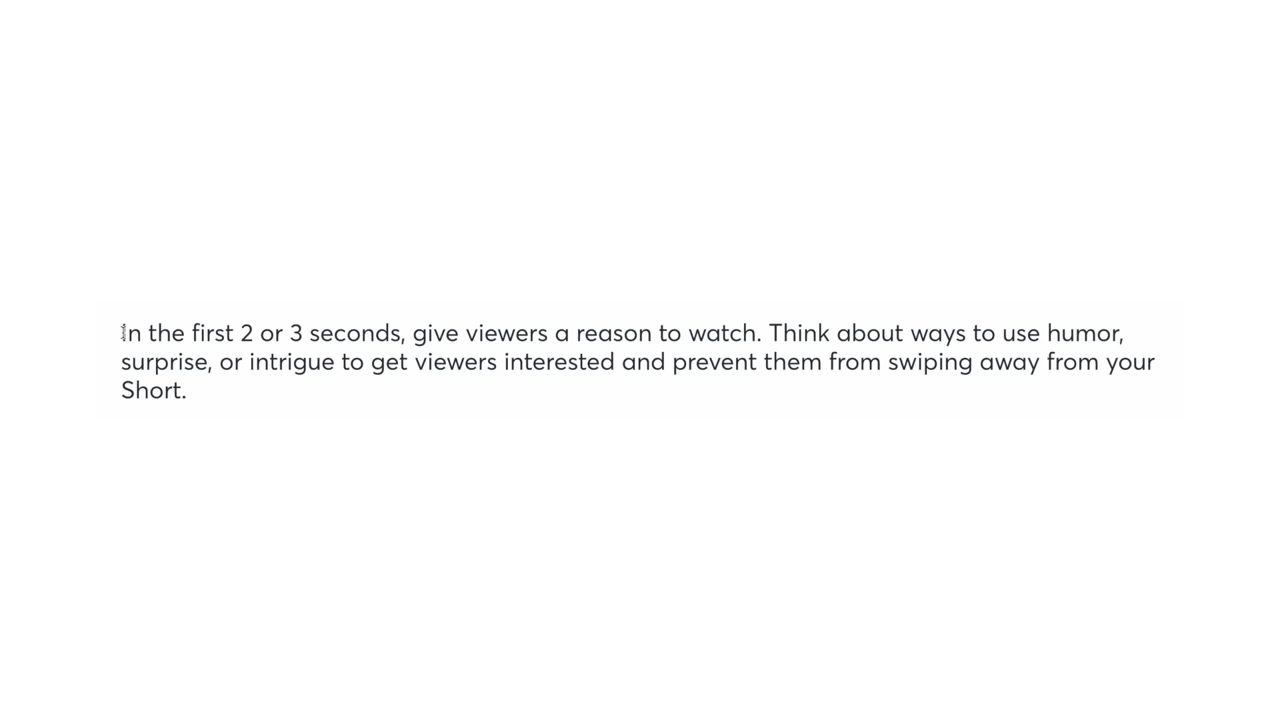 In the first 2 or 3 seconds, give viewers a reason to watch. Think about ways to use humor,
surprise, or intrigue to get viewers interested and prevent them from swiping away from your
Short.